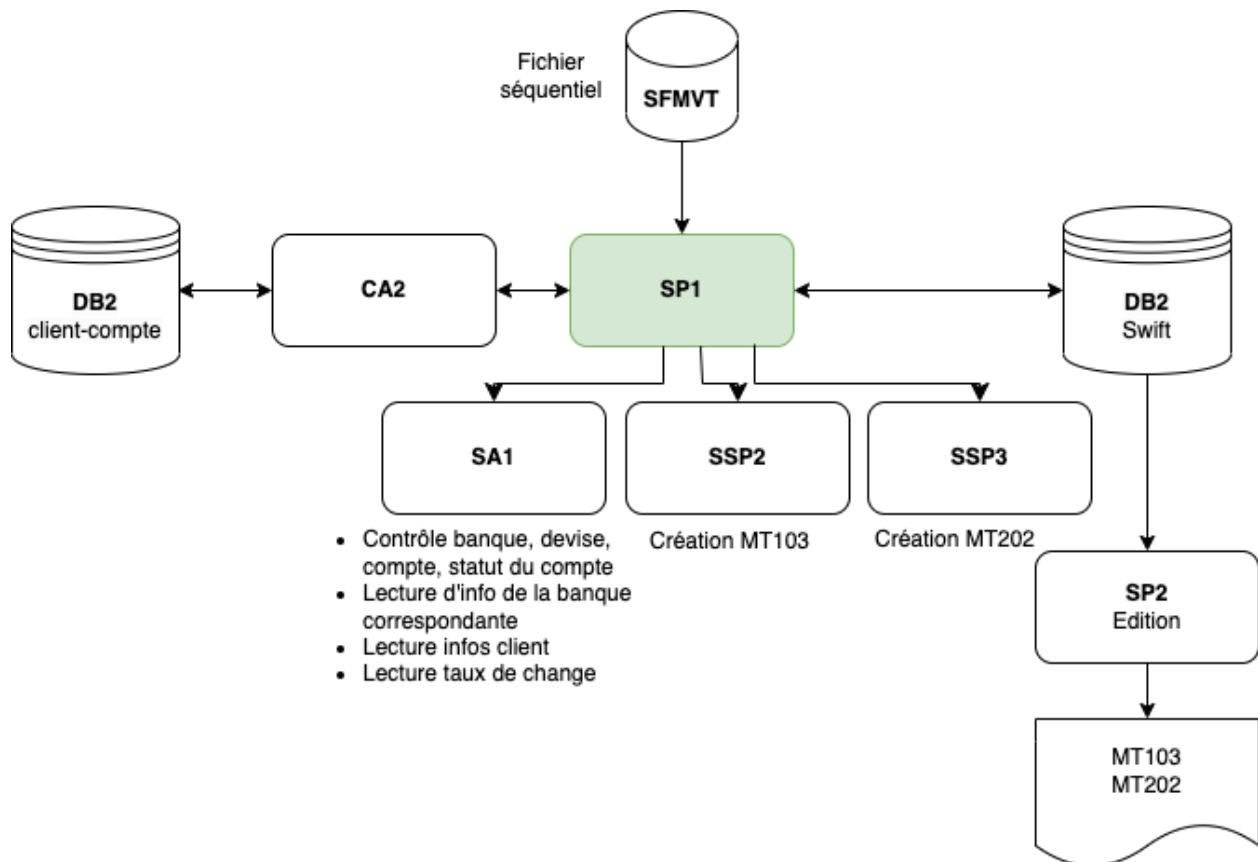 Fichier
séquentiel
SFMVT
DB2
client-compte
CA2
SP1
DB2
Swift
SA1
SSP2
SSP3
• Contrôle banque, devise,
compte, statut du compte
• Lecture d'info de la banque
correspondante
• Lecture infos client
• Lecture taux de change
Création MT103
Création MT202
SP2
Edition
MT103
MT202